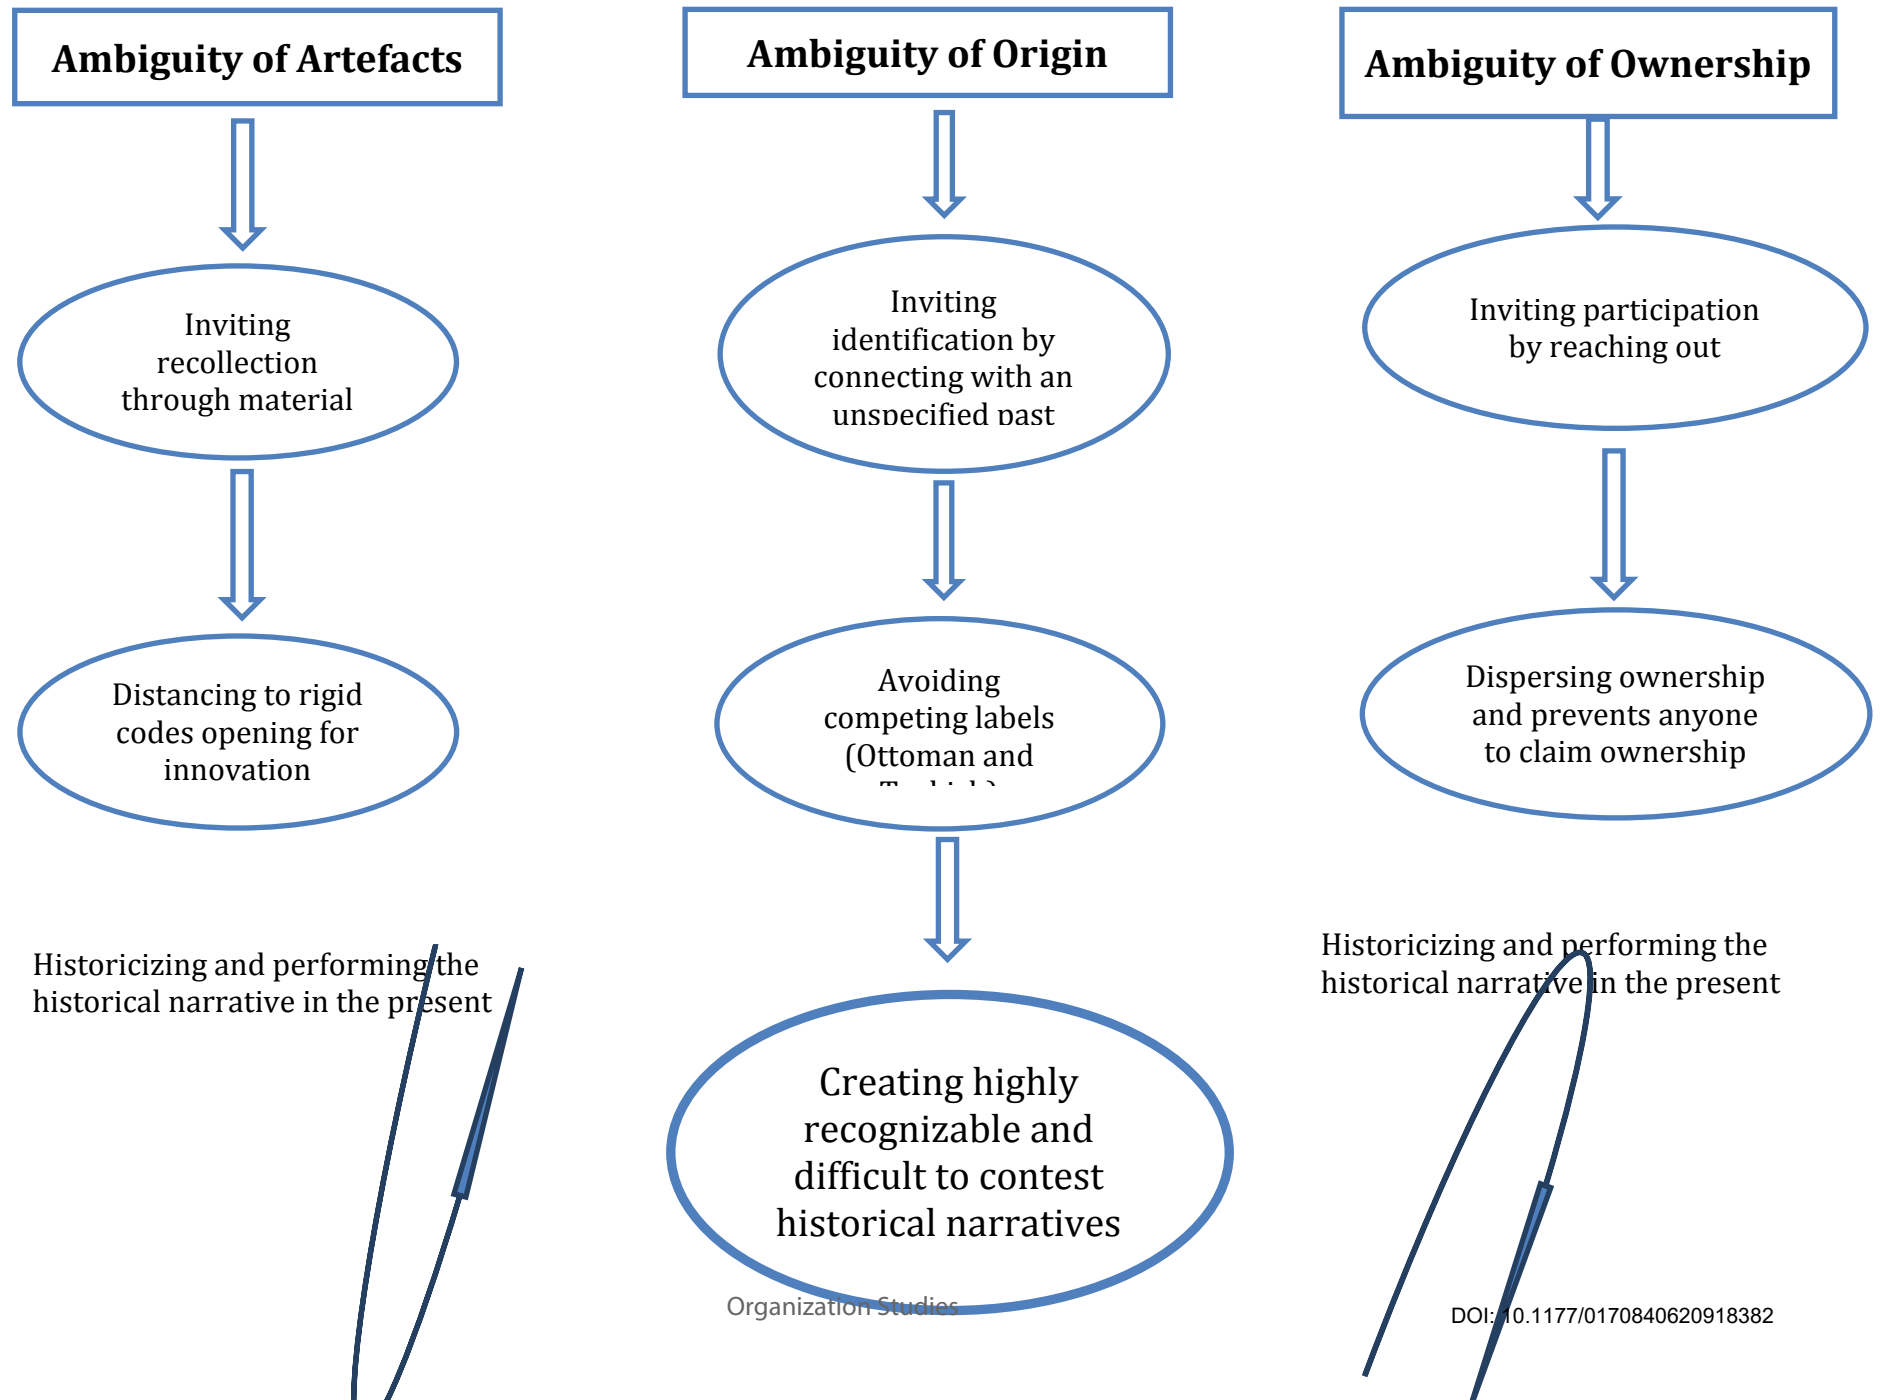 Ambiguity of Artefacts
Inviting
recollection
through material
Distancing to rigid
codes opening for
innovation
Historicizing and performing the
historical narrative in the present
Ambiguity of Origin
Inviting
identification by
connecting with an
unspecified past
Avoiding
competing labels
(Ottoman and
Creating highly
recognizable and
difficult to contest
historical narratives
Organization Studies
Ambiguity of Ownership
Inviting participation
by reaching out
Dispersing ownership
and prevents anyone
to claim ownership
Historicizing and performing the
historical narrative in the present
DOI: 10.1177/0170840620918382